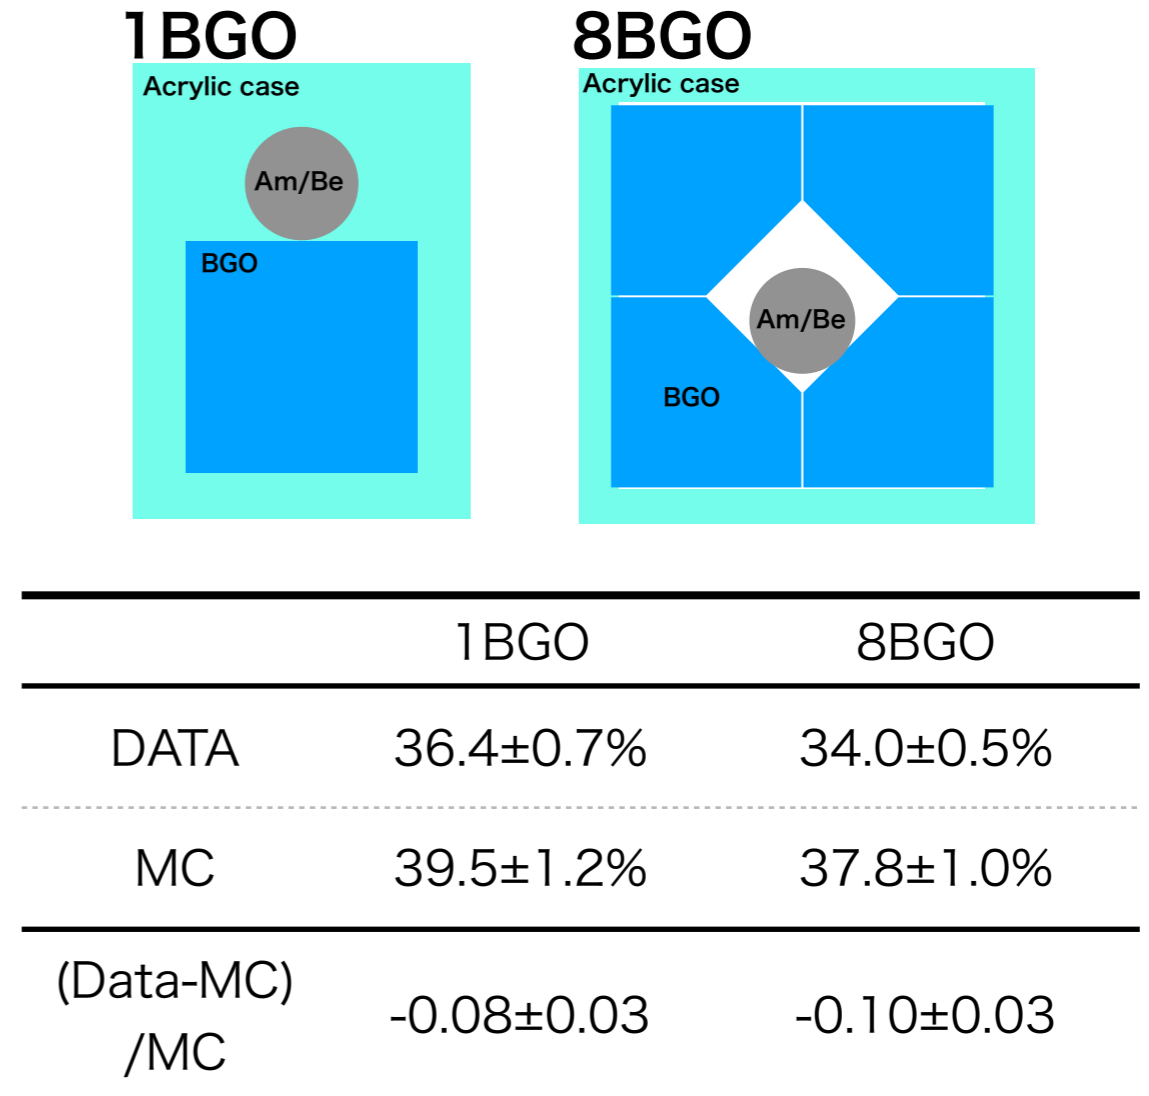 1BGO
8BGO
Acrylic case
Am/Be
BGO
Acrylic case
Am/Be
BGO
1BGO 8BGO
DATA 36.4±0.7% 34.0±0.5%
MC 39.5±1.2% 37.8±1.0%
(Data-MC)
/MC
-0.08±0.03 -0.10±0.03